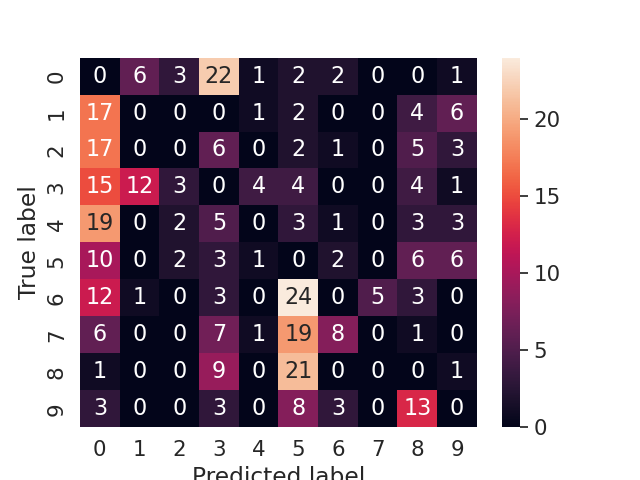 0 0 6 3 22 1 2 2 0 0 1
1 17 0 0 0 1 2 0 0 4 6
2 17 0 0 6 0 2 1 0 5 3
3 15 12 3 0 4 4 0 0 4 1
4 19 0 2 5 0 3 1 0 3 3
5 10 0 2 3 1 0 2 0 6 6
6 12 1 0 3 0 24 0 5 3 0
7 6 0 0 7 1 19 8 0 1 0
8 1 0 0 9 0 21 0 0 0 1
9 3 0 0 3 0 8 3 0 13 0
0 1 2 3 4 5 6 7 8 9
True label
Predicted label
20
15
10
5
0